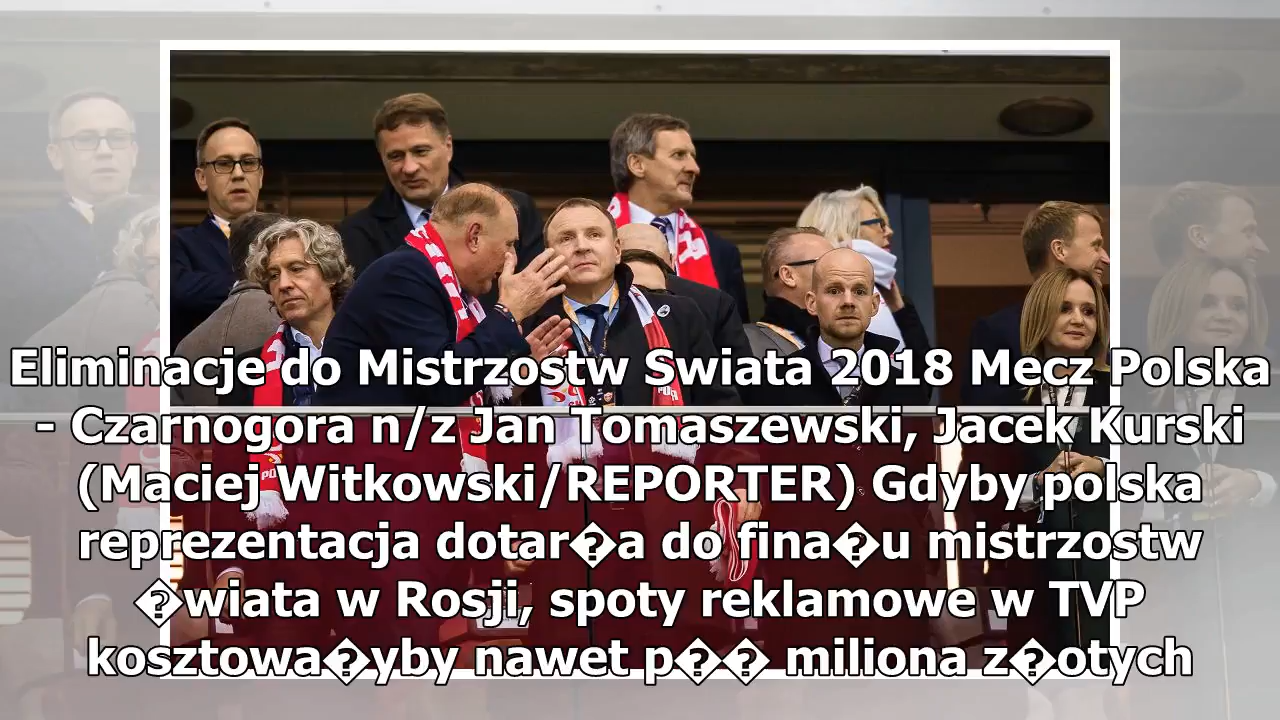 Eliminacje do Mistrzostw Swiata 2018 Mecz Polska
- Czarnogora n/z Jan Tomaszewski, Jacek Kurski
(Maciej Witkowski/REPORTER) Gdyby polska
reprezentacja dotar�a do fina�u mistrzostw
�wiata w Rosji, spoty reklamowe w TVP
kosztowa�yby nawet p�� miliona z�otych